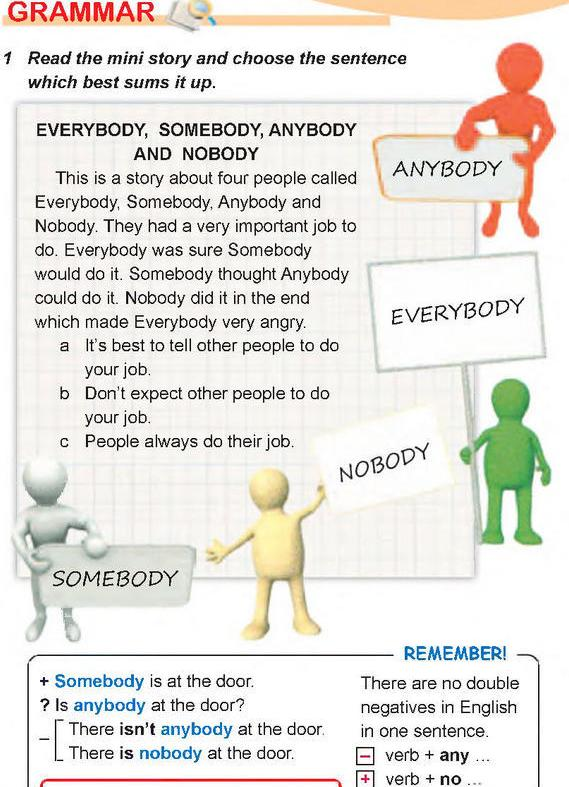 GRAMMAR
1 Read the mini story and choose the sentence
which best sums it up.
EVERYBODY, SOMEBODY, ANYBODY
AND NOBODY
This is a story about four people called
Everybody, Somebody, Anybody and
Nobody. They had a very important job to
do. Everybody was sure Somebody
would do it. Somebody thought Anybody
could do it. Nobody did it in the end
which made Everybody very angry.
a It's best to tell other people to do
your job.
b Don't expect other people to do
your job.
c People always do their job.
ANYBODY
EVERYBODY
NOBODY
SOMEBODY
REMEMBER!
+ Somebody is at the door.
? Is anybody at the door?
– There isn't anybody at the door.
There is nobody at the door.
There are no double
negatives in English
in one sentence.
– verb + any ...
+ verb + no ...